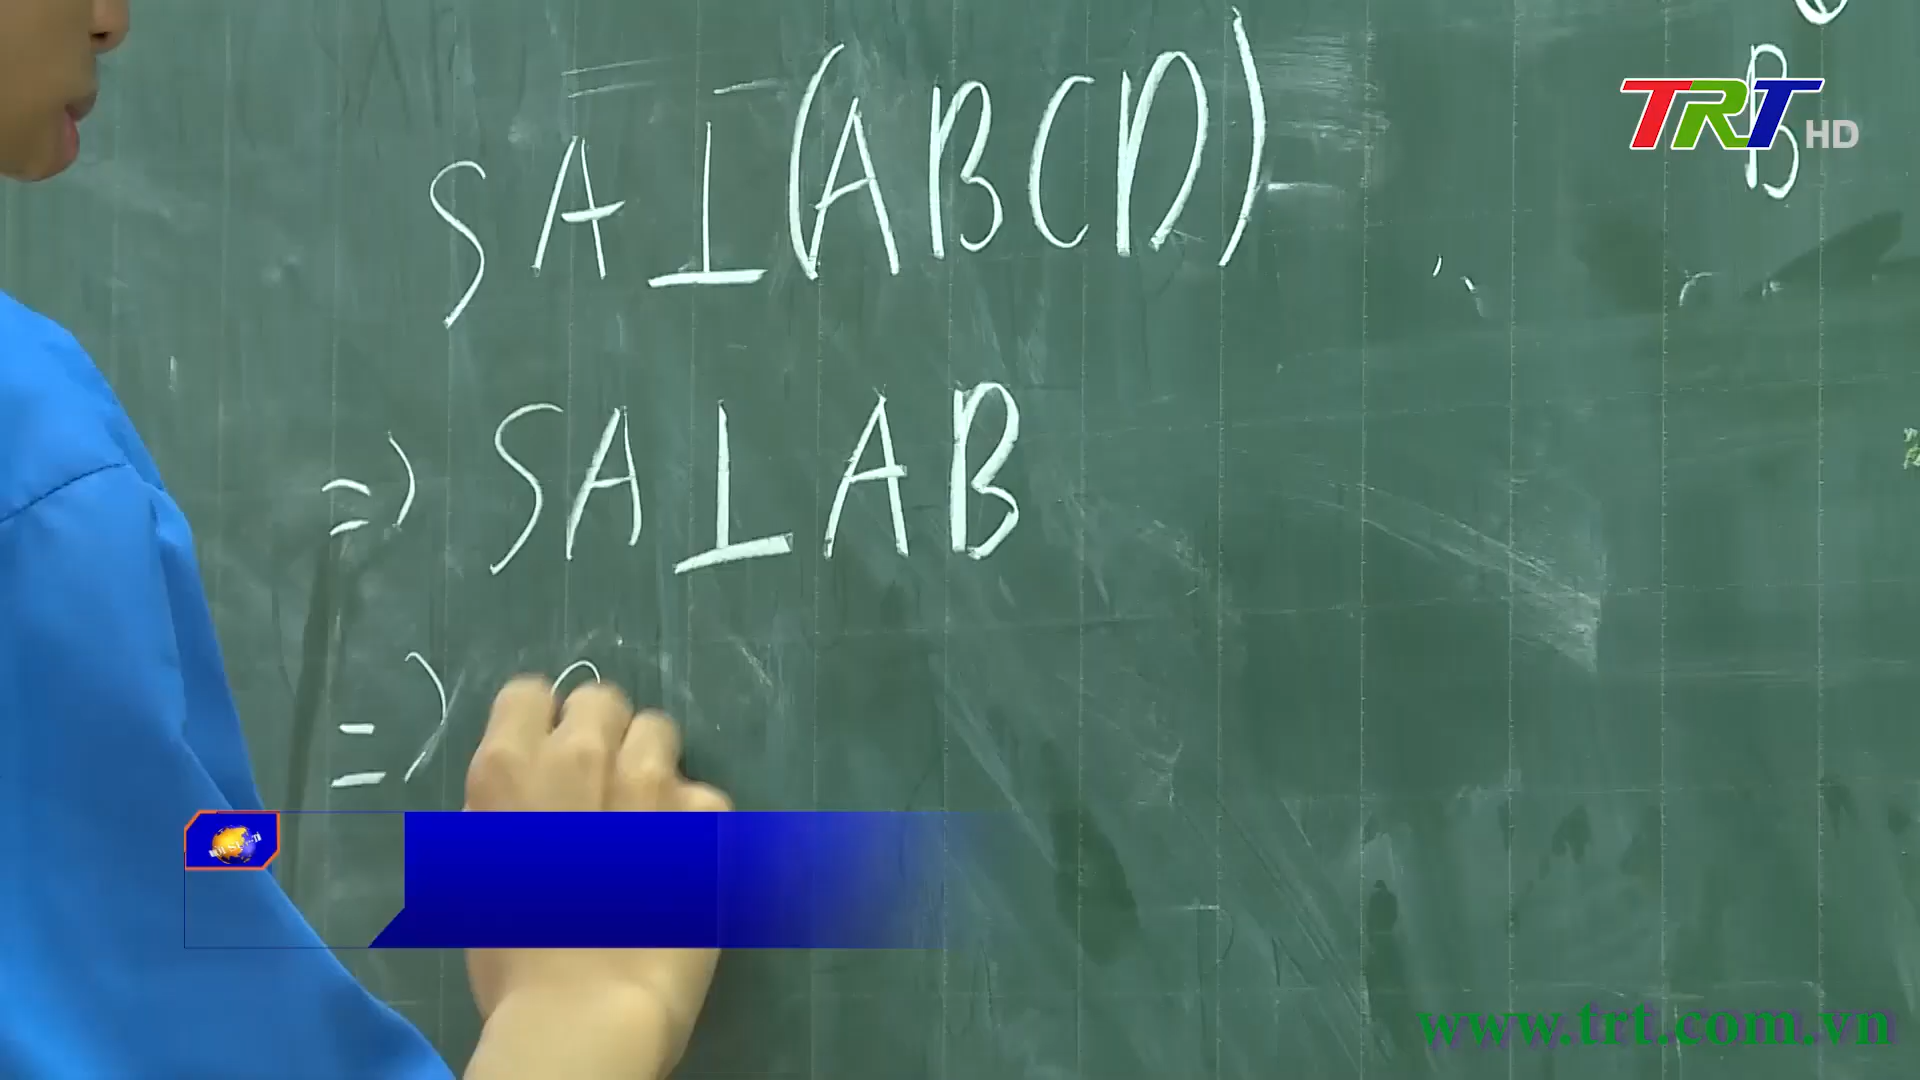 SA⊥(ABCD)
=> SA⊥AB
=>
B
B
TRT HD
www.trt.com.vn